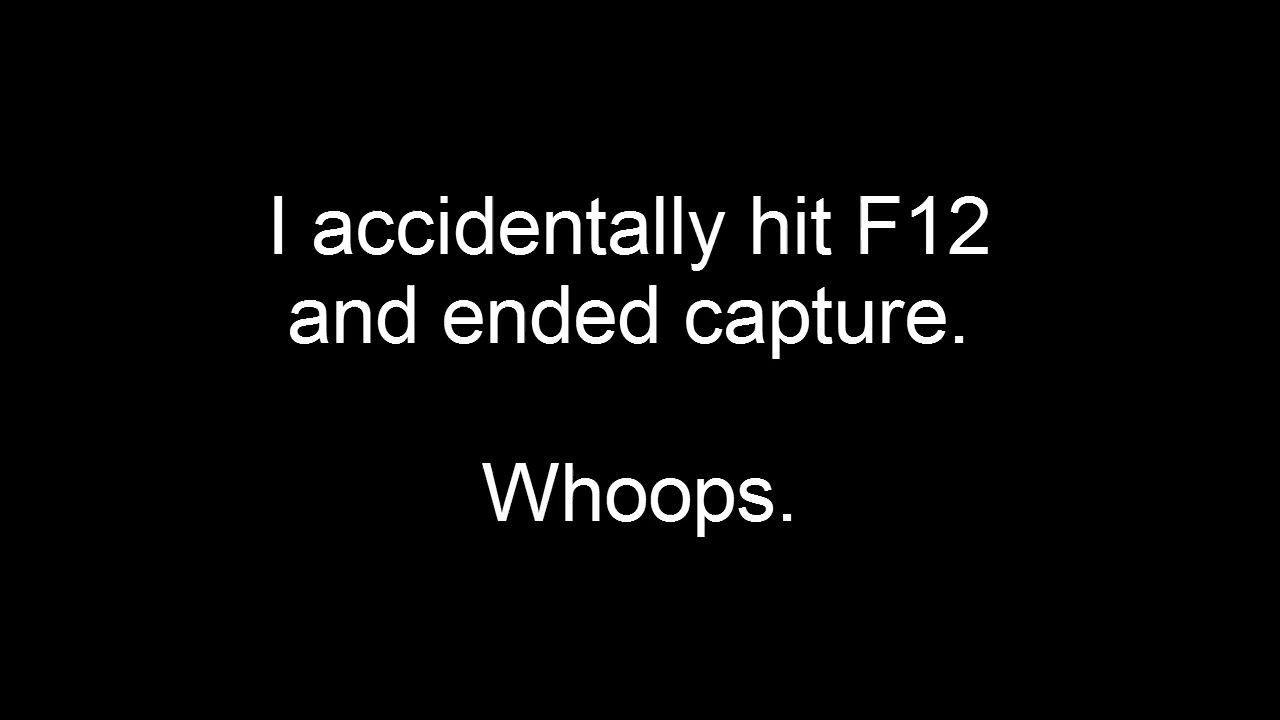 I accidentally hit F12
and ended capture.
Whoops.